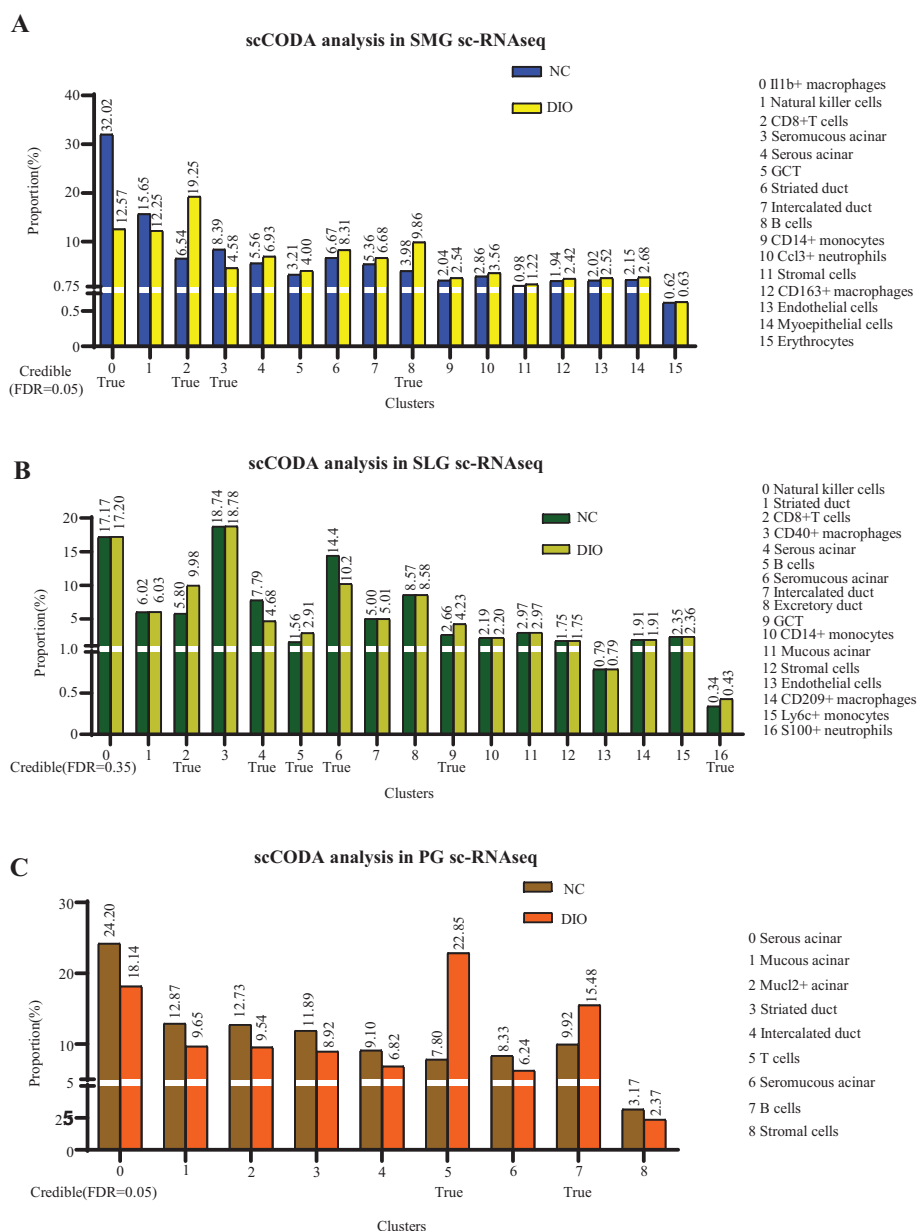 A
scCODA analysis in SMG sc-RNAseq
NC
DIO
Proportion(%)
40
30
20
10
0.75
0.5
0
32.02
12.57
15.65
12.25
6.54
19.25
8.39
4.58
5.56
6.93
3.21
4.00
6.67
8.31
5.36
6.68
3.98
9.86
2.04
2.54
2.86
3.56
0.98
1.22
1.94
2.42
2.02
2.52
2.15
2.68
0.62
0.63
0 1 2 3 4 5 6 7 8 9 10 11 12 13 14 15
Credible
(FDR=0.05)
True True True True
Clusters
0 Il1b+ macrophages
1 Natural killer cells
2 CD8+T cells
3 Seromucous acinar
4 Serous acinar
5 GCT
6 Striated duct
7 Intercalated duct
8 B cells
9 CD14+ monocytes
10 Ccl3+ neutrophils
11 Stromal cells
12 CD163+ macrophages
13 Endothelial cells
14 Myoepithelial cells
15 Erythrocytes
B
scCODA analysis in SLG sc-RNAseq
NC
DIO
Proportion(%)
20
15
10
5
1.0
0.5
0
17.17
17.20
6.02
6.03
5.80
9.98
18.74
18.78
7.79
4.68
1.56
2.91
14.4
10.2
5.00
5.01
8.57
8.58
2.66
4.23
2.19
2.20
2.97
2.97
1.75
1.75
0.79
0.79
1.91
1.91
2.35
2.36
0.34
0.43
0 1 2 3 4 5 6 7 8 9 10 11 12 13 14 15 16
Credible(FDR=0.35)
True True True True True True
Clusters
0 Natural killer cells
1 Striated duct
2 CD8+T cells
3 CD40+ macrophages
4 Serous acinar
5 B cells
6 Seromucous acinar
7 Intercalated duct
8 Excretory duct
9 GCT
10 CD14+ monocytes
11 Mucous acinar
12 Stromal cells
13 Endothelial cells
14 CD209+ macrophages
15 Ly6c+ monocytes
16 S100+ neutrophils
C
scCODA analysis in PG sc-RNAseq
NC
DIO
Proportion(%)
30
20
10
5
2.5
0
24.20
18.14
12.87
9.65
12.73
9.54
11.89
8.92
9.10
6.82
7.80
22.85
8.33
6.24
9.92
15.48
3.17
2.37
0 1 2 3 4 5 6 7 8
Credible(FDR=0.05)
True True
Clusters
0 Serous acinar
1 Mucous acinar
2 Mucl2+ acinar
3 Striated duct
4 Intercalated duct
5 T cells
6 Seromucous acinar
7 B cells
8 Stromal cells